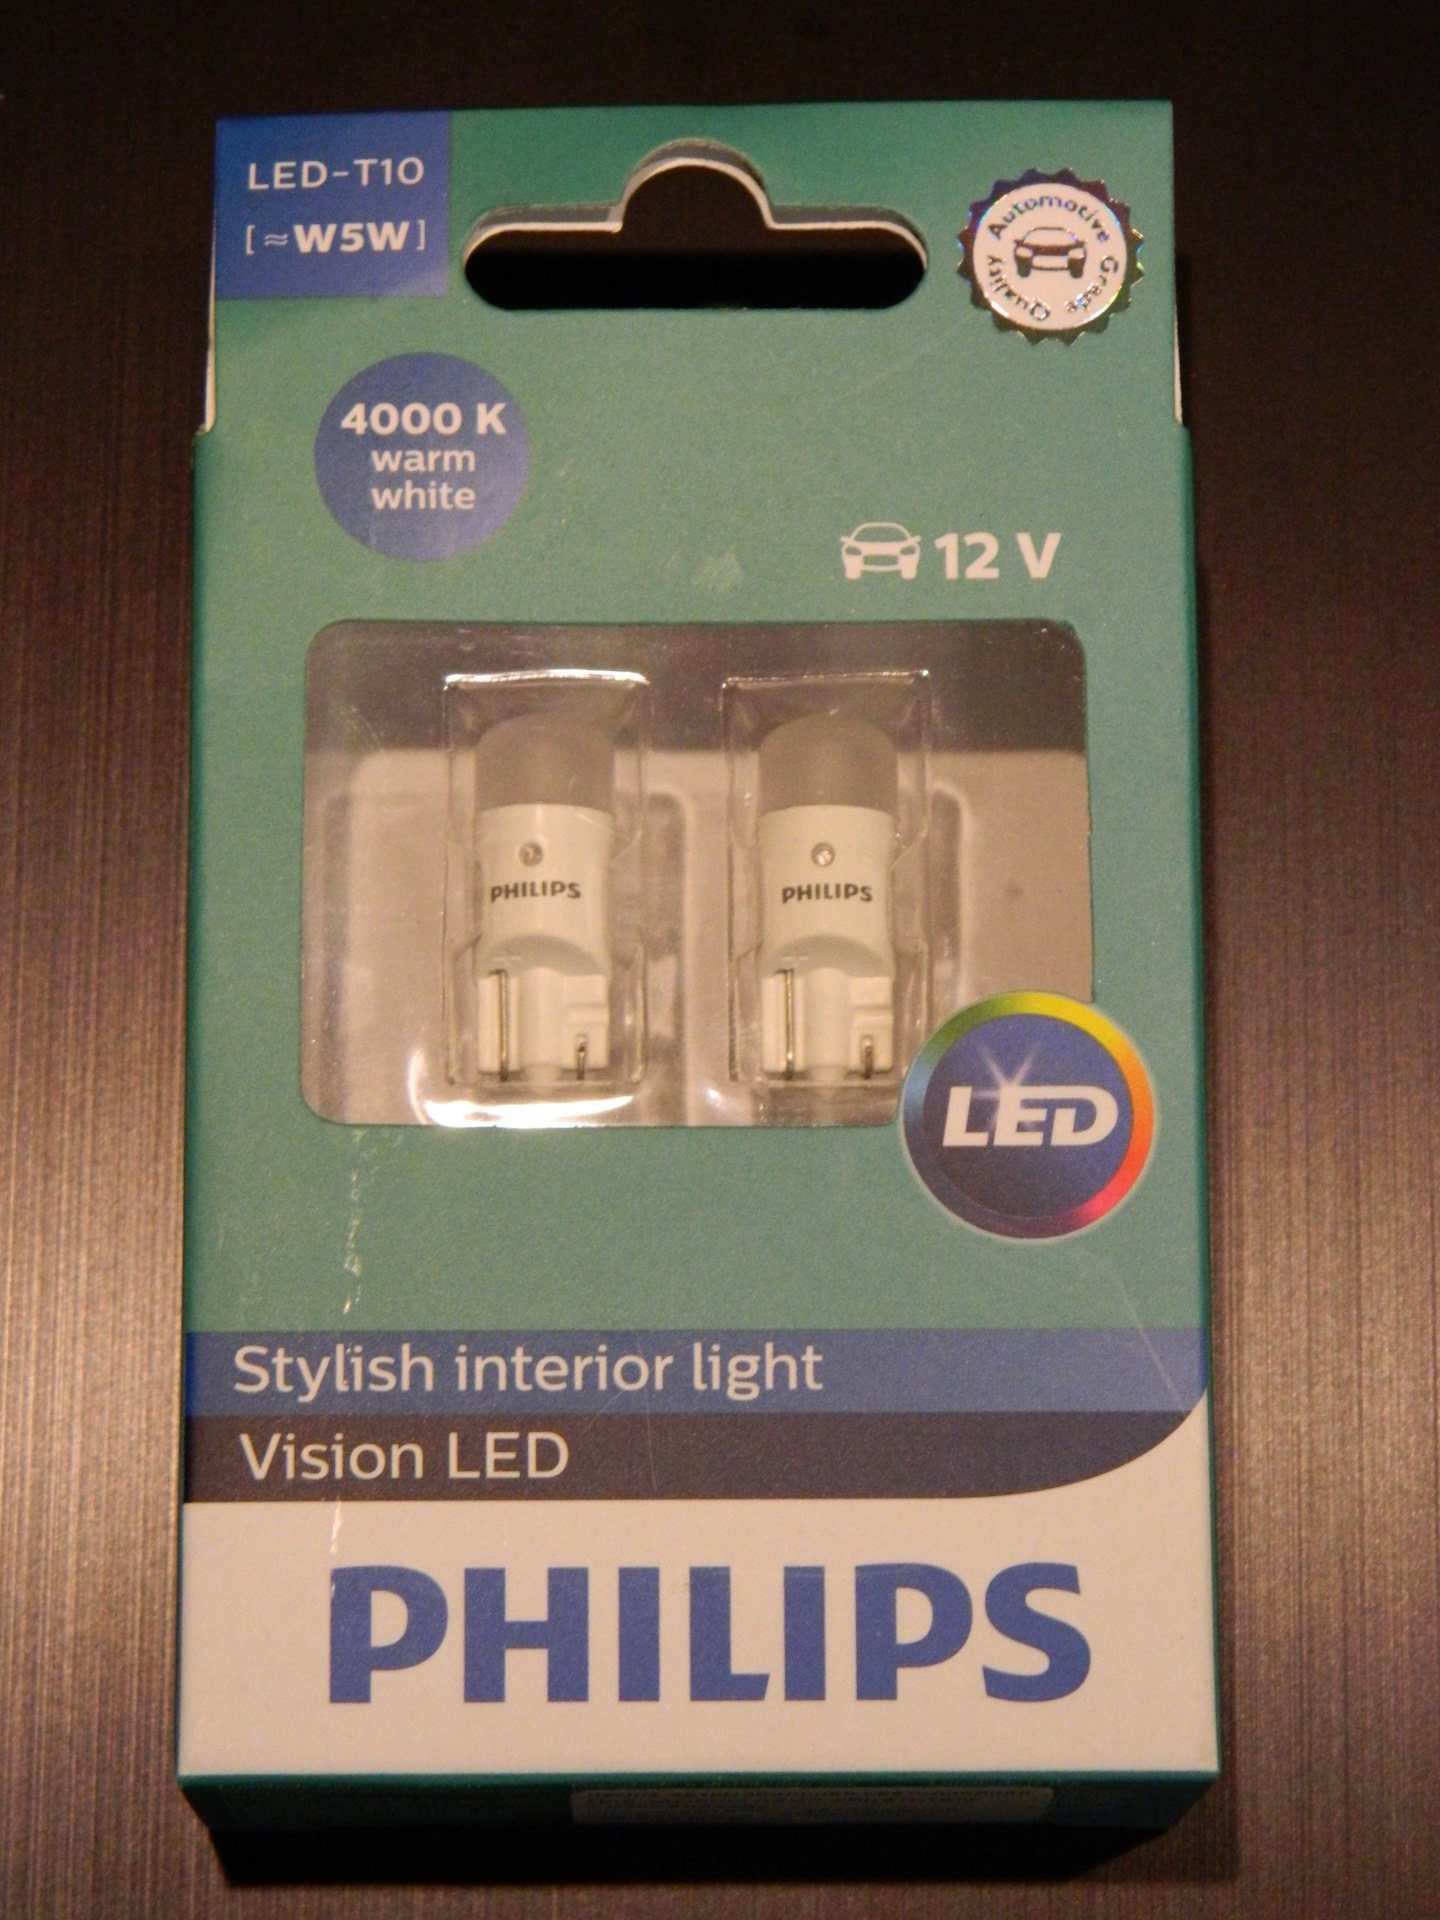 LED-T10
[≈W5W]
Automotive Grade Quality
4000 K
warm
white
12 V
PHILIPS
PHILIPS
LED
Stylish interior light
Vision LED
PHILIPS